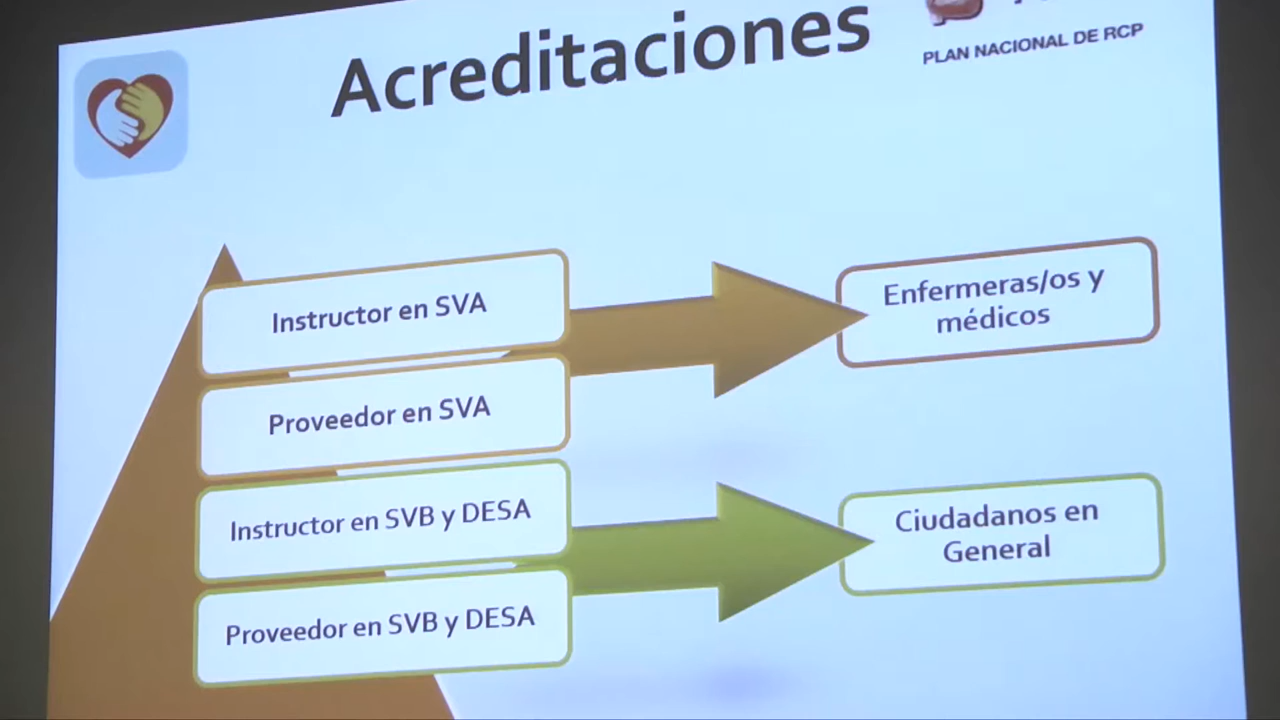 Acreditaciones
PLAN NACIONAL DE RCP
Instructor en SVA
Proveedor en SVA
Instructor en SVB y DESA
Proveedor en SVB y DESA
Enfermeras/os y
médicos
Ciudadanos en
General